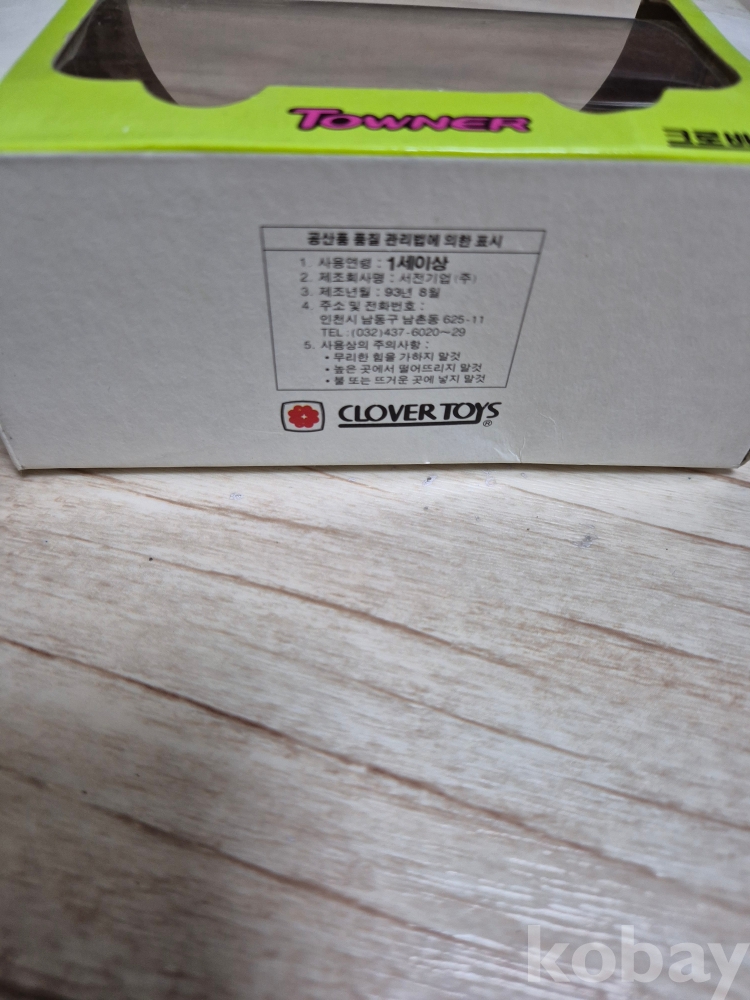 TOWNER
크로바
공산품 품질 관리법에 의한 표시
1. 사용연령 : 1세이상
2. 제조회사명 : 서전기업 (주)
3. 제조년월 : 93년 8월
4. 주소 및 전화번호 :
인천시 남동구 남촌동 625-11
TEL : (032)437-6020~29
5. 사용상의 주의사항 :
• 무리한 힘을 가하지 말것
• 높은 곳에서 떨어뜨리지 말것
• 불 또는 뜨거운 곳에 넣지 말것
CLOVER TOYS ®
kobay